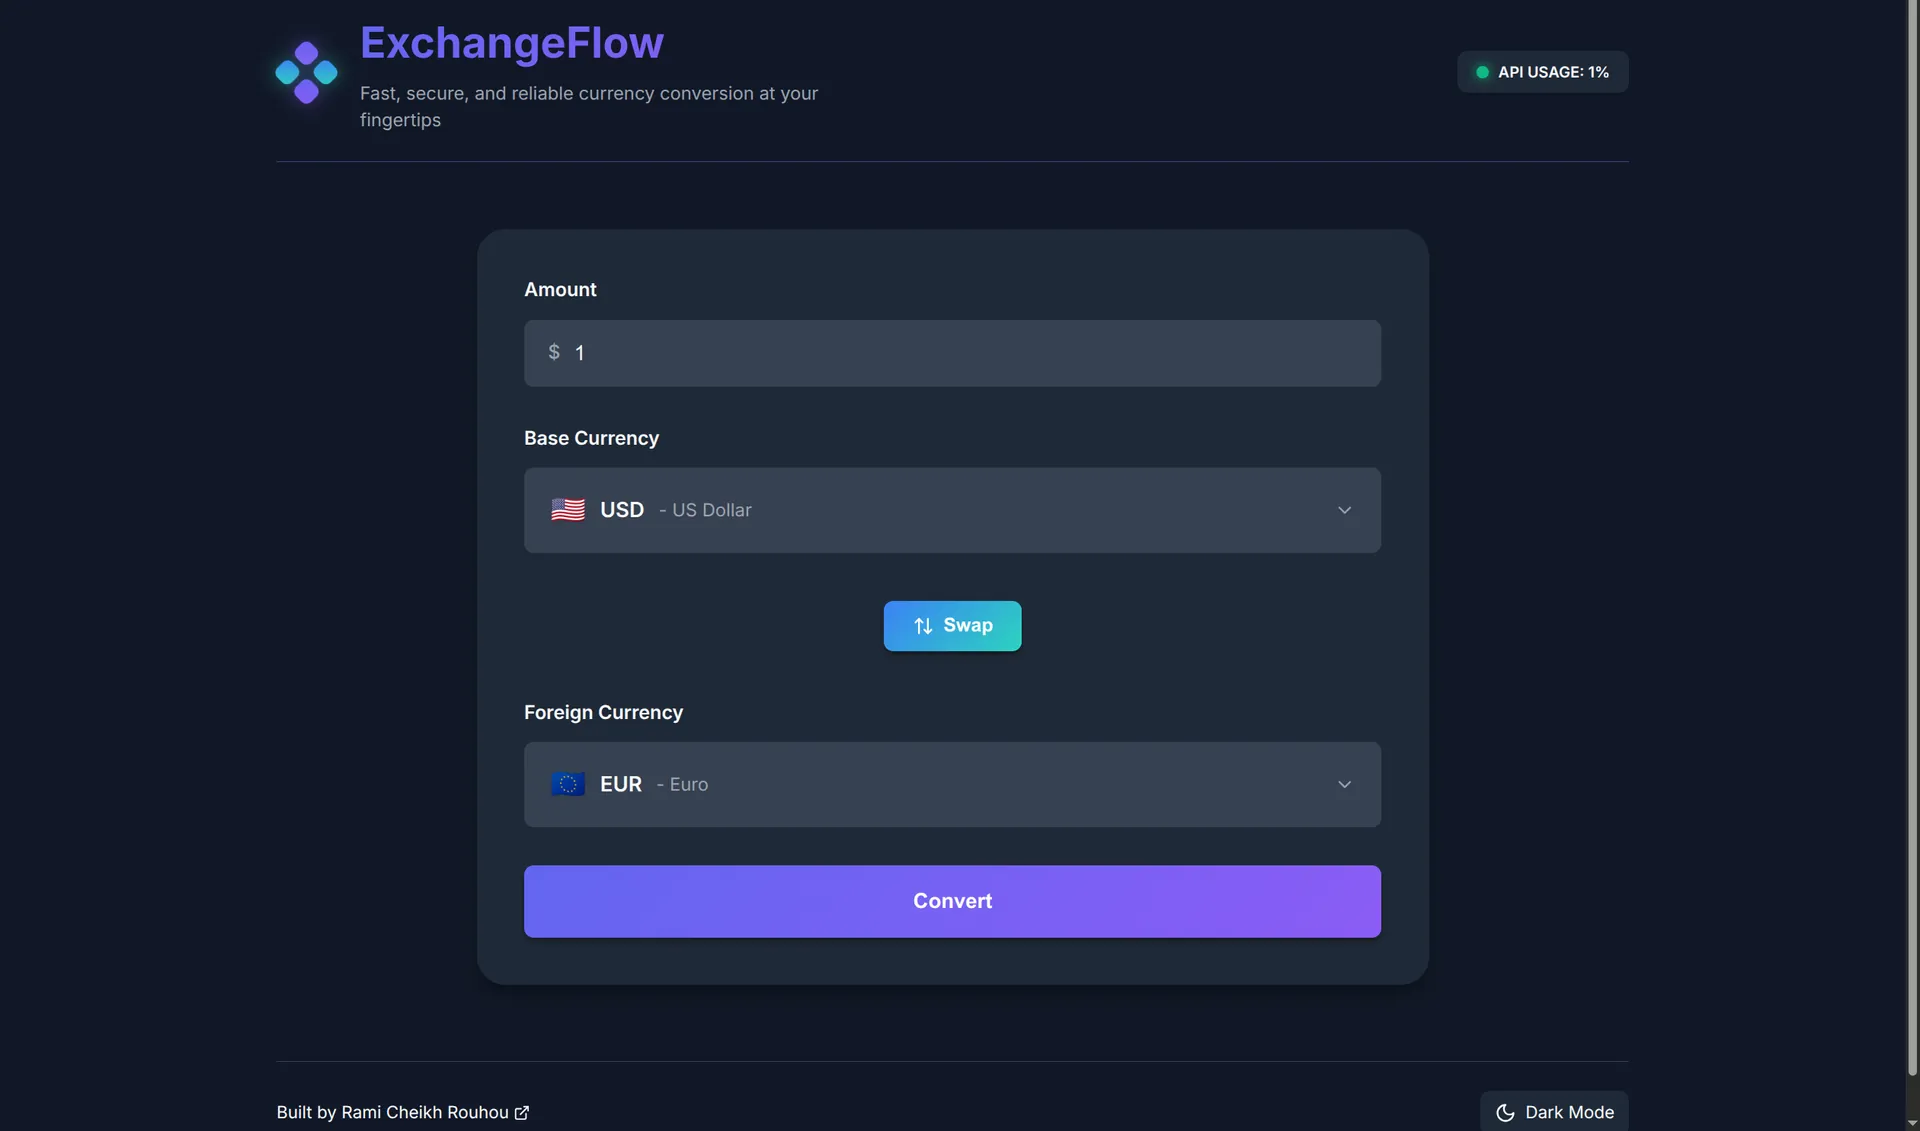 ExchangeFlow
Fast, secure, and reliable currency conversion at your
fingertips
API USAGE: 1%
Amount
$ 1
Base Currency
USD - US Dollar
Swap
Foreign Currency
EUR - Euro
Convert
Built by Rami Cheikh Rouhou
Dark Mode